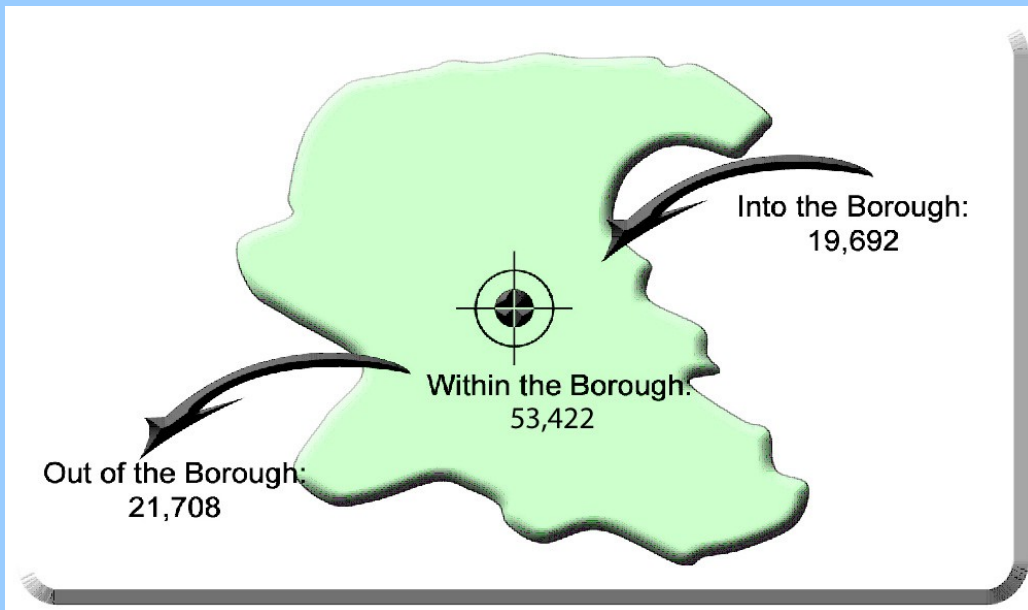 Into the Borough:
19,692
Within the Borough:
53,422
Out of the Borough:
21,708